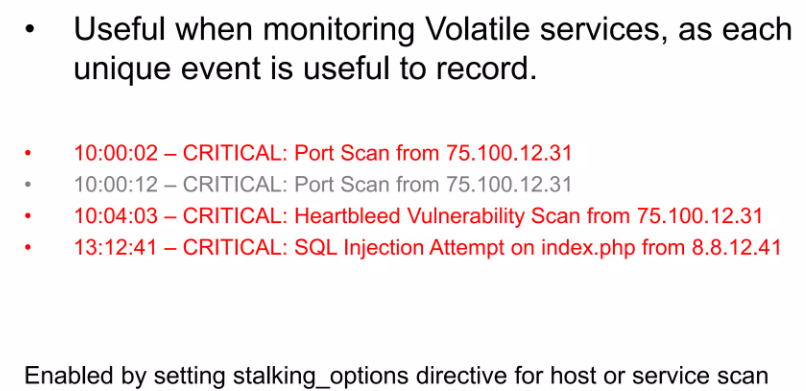 • Useful when monitoring Volatile services, as each
unique event is useful to record.
• 10:00:02 – CRITICAL: Port Scan from 75.100.12.31
• 10:00:12 – CRITICAL: Port Scan from 75.100.12.31
• 10:04:03 – CRITICAL: Heartbleed Vulnerability Scan from 75.100.12.31
• 13:12:41 – CRITICAL: SQL Injection Attempt on index.php from 8.8.12.41
Enabled by setting stalking_options directive for host or service scan